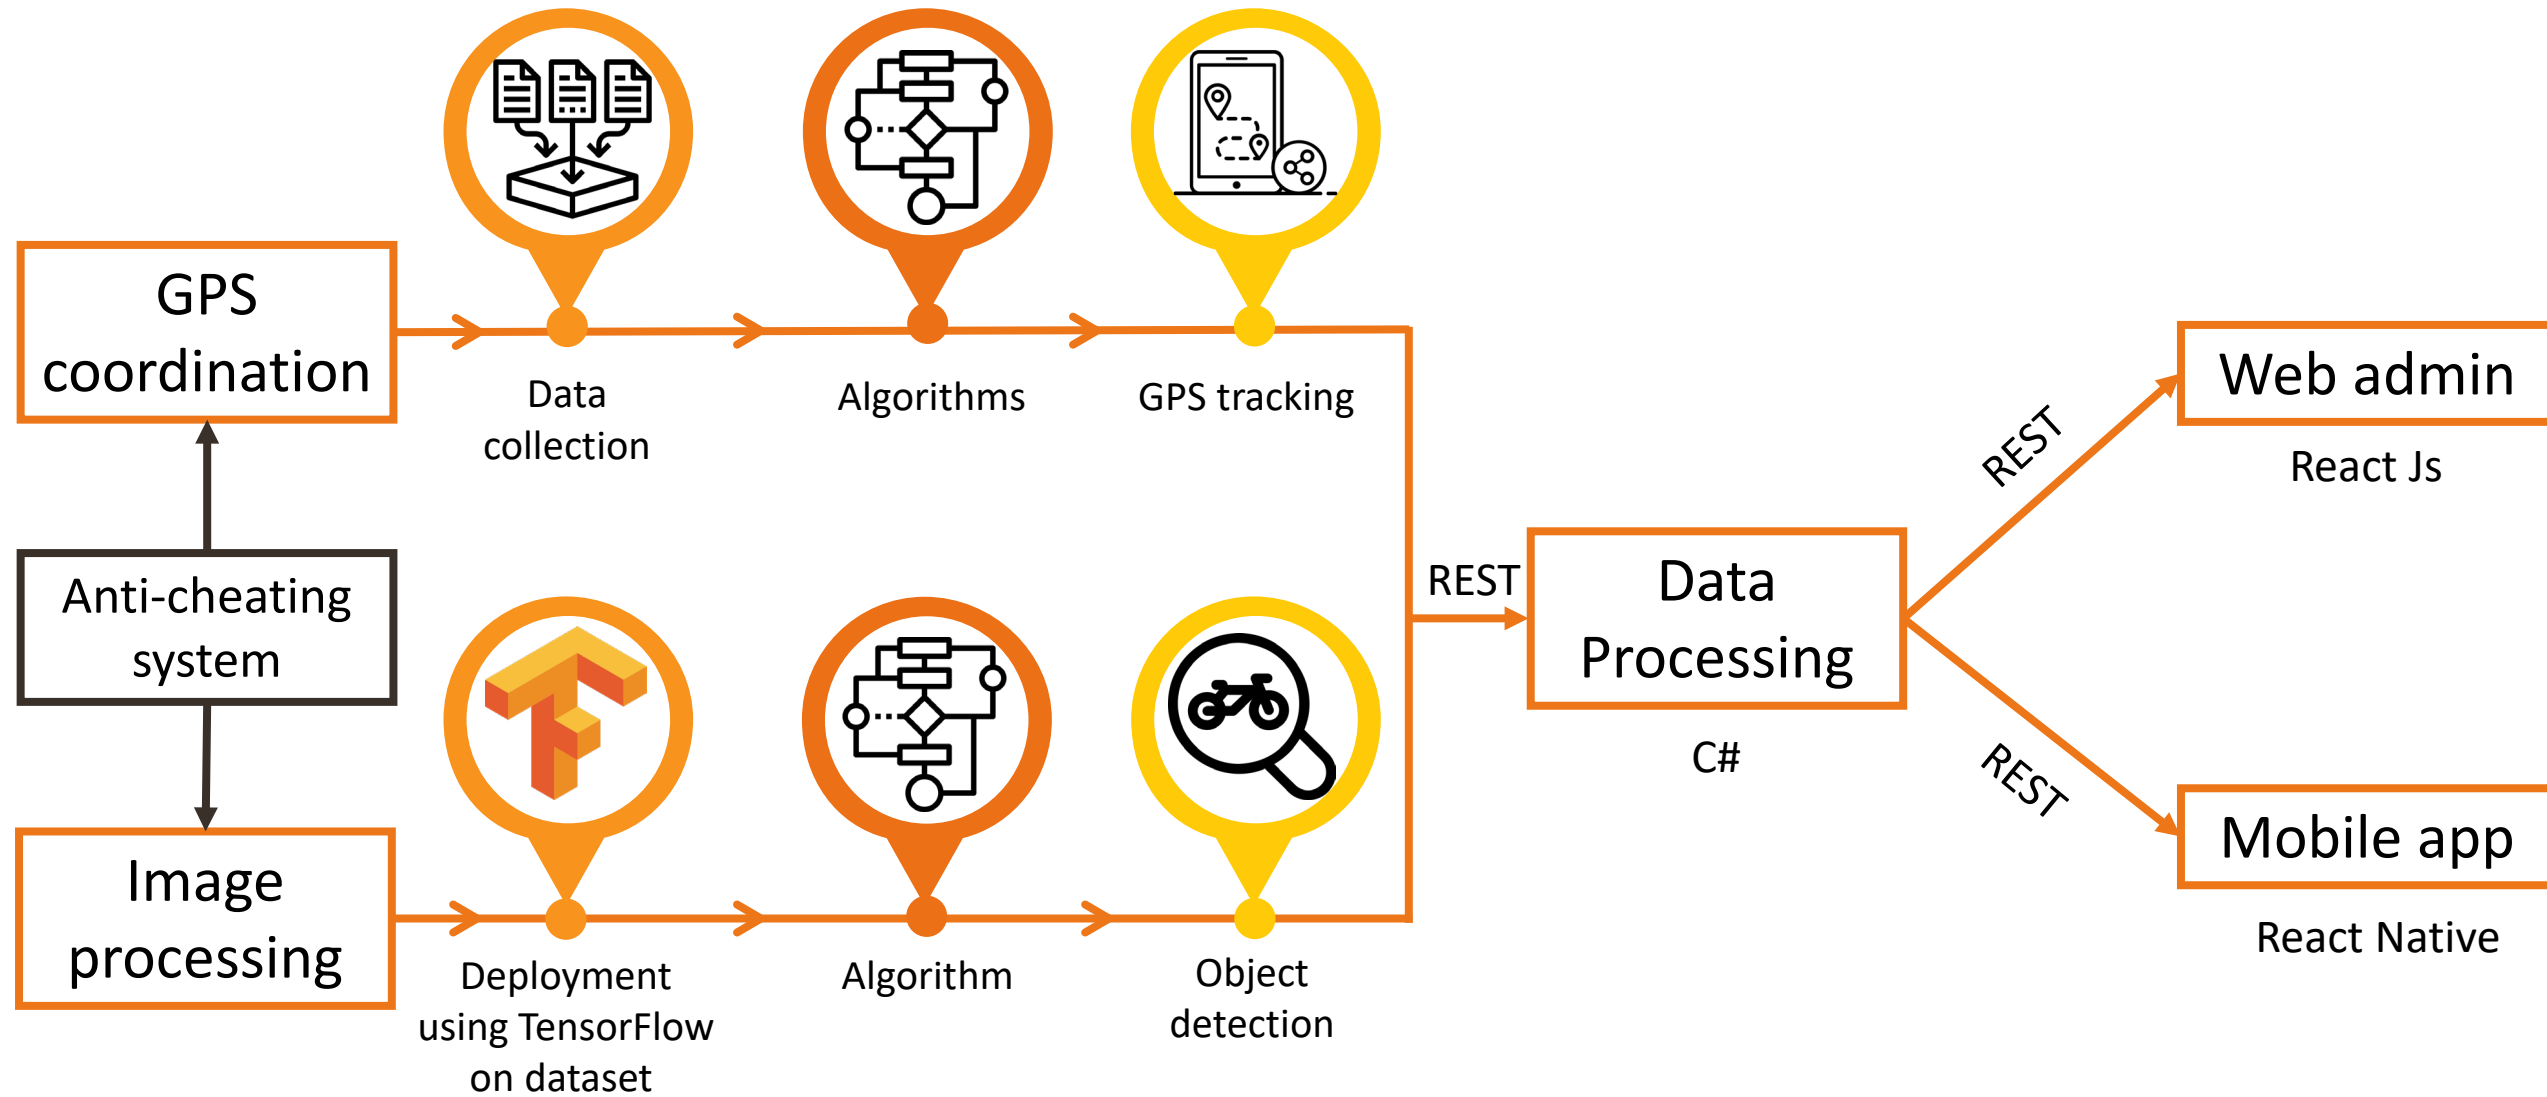 GPS
coordination
Data
collection
Algorithms
GPS tracking
Anti-cheating
system
Image
processing
Deployment
using TensorFlow
on dataset
Algorithm
Object
detection
REST
Data
Processing
C#
REST
REST
Web admin
React Js
Mobile app
React Native